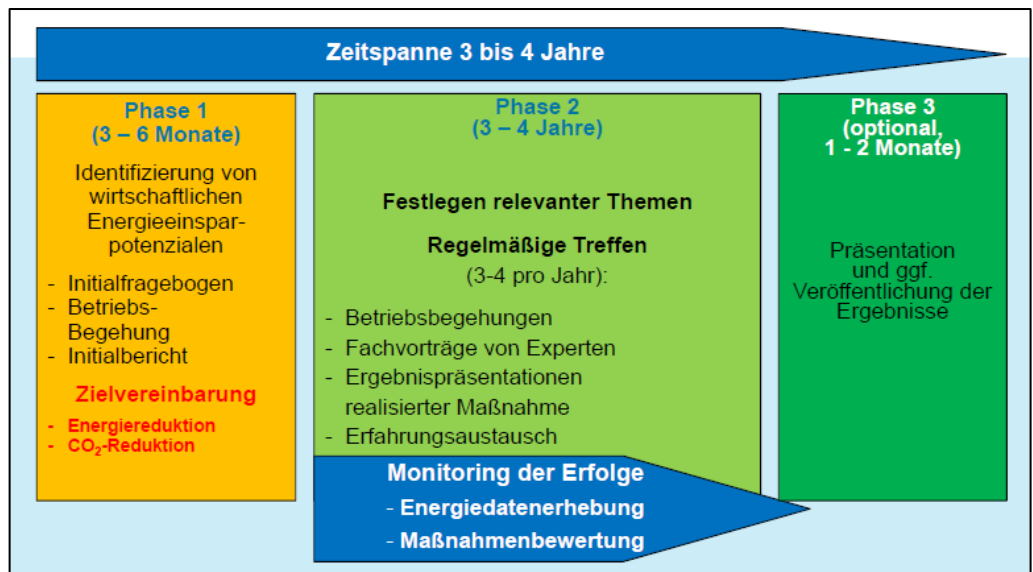 Zeitspanne 3 bis 4 Jahre
Phase 1
(3 – 6 Monate)
Identifizierung von
wirtschaftlichen
Energieeinspar-
potenzialen
- Initialfragebogen
- Betriebs-
Begehung
- Initialbericht
Zielvereinbarung
- Energiereduktion
- CO₂-Reduktion
Phase 2
(3 – 4 Jahre)
Festlegen relevanter Themen
Regelmäßige Treffen
(3-4 pro Jahr):
- Betriebsbegehungen
- Fachvorträge von Experten
- Ergebnispräsentationen
realisierter Maßnahme
- Erfahrungsaustausch
Monitoring der Erfolge
- Energiedatenerhebung
- Maßnahmenbewertung
Phase 3
(optional,
1 - 2 Monate)
Präsentation
und ggf.
Veröffentlichung der
Ergebnisse